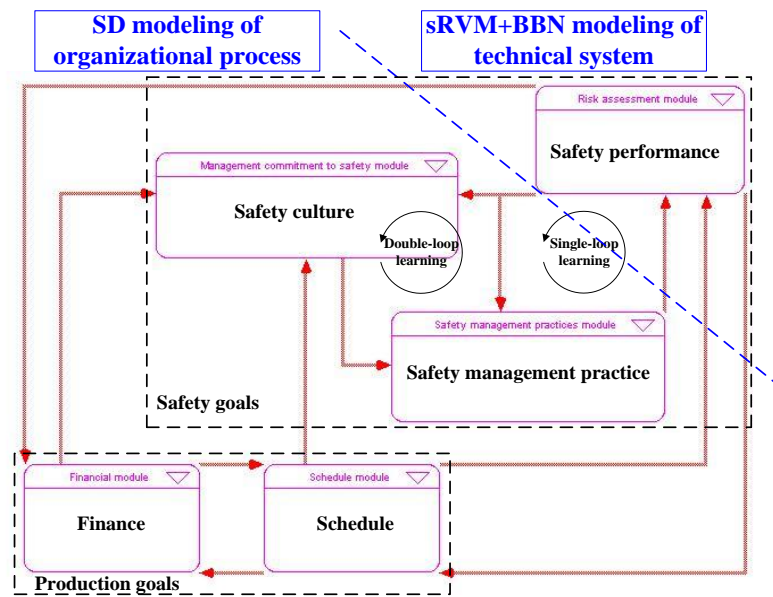 SD modeling of
organizational process
sRVM+BBN modeling of
technical system
Risk assessment module
Safety performance
Management commitment to safety module
Safety culture
Double-loop
learning
Single-loop
learning
Safety management practices module
Safety management practice
Safety goals
Financial module
Finance
Schedule module
Schedule
Production goals